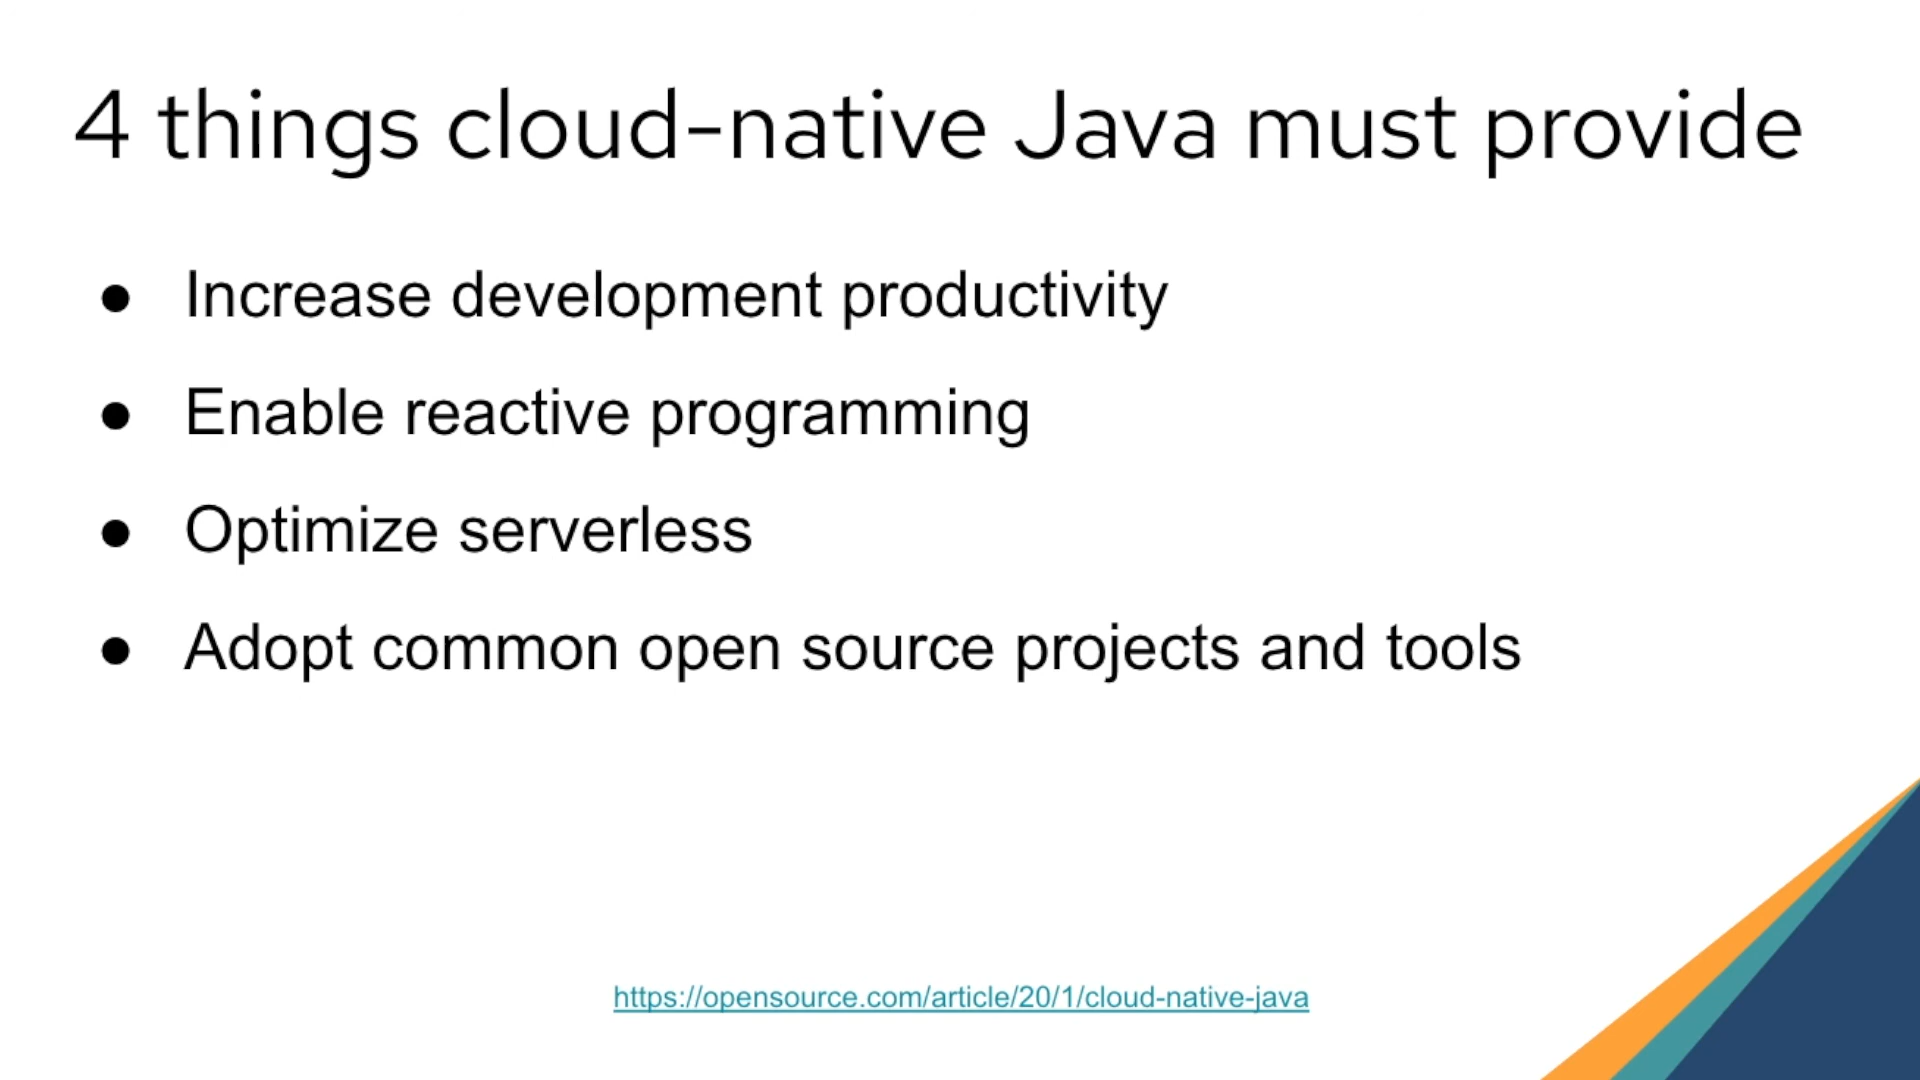 4 things cloud-native Java must provide
● Increase development productivity
● Enable reactive programming
● Optimize serverless
● Adopt common open source projects and tools
https://opensource.com/article/20/1/cloud-native-java